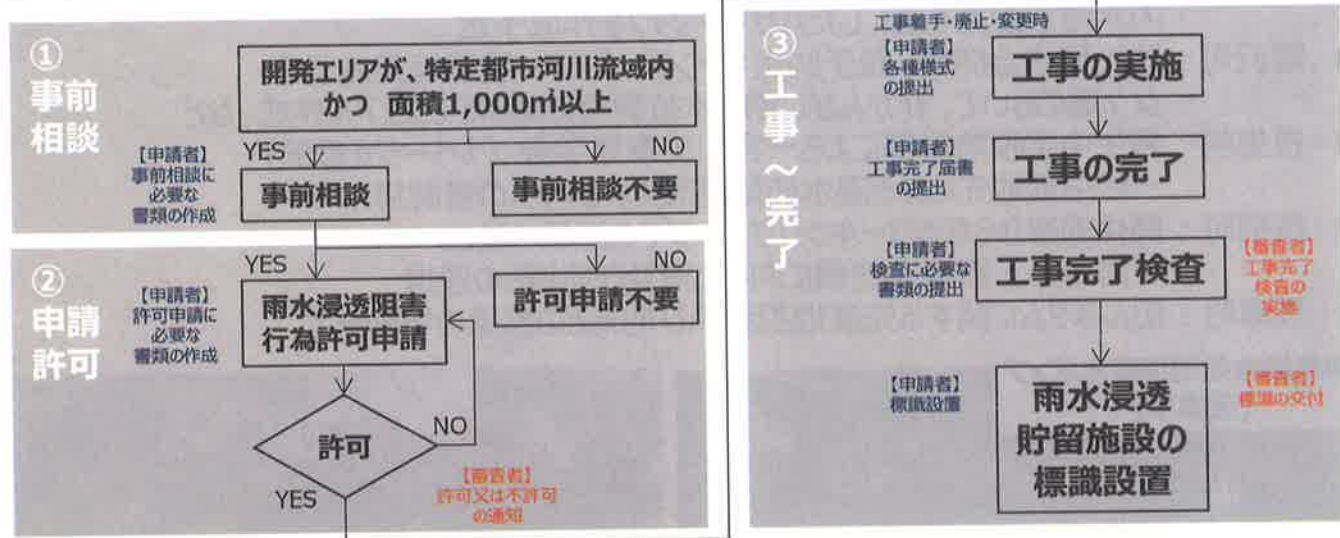 ①
事前
相談
開発エリアが、特定都市河川流域内
かつ 面積1,000㎡以上
YES
NO
【申請者】
事前相談に
必要な
書類の作成
事前相談
事前相談不要
②
申請
許可
YES
NO
【申請者】
許可申請に
必要な
書類の作成
雨水浸透阻害
行為許可申請
許可申請不要
許可
NO
YES
【審査者】
許可又は不許可
の通知
③
工事
～
完了
工事着手・廃止・変更時
【申請者】
各種様式
の提出
工事の実施
【申請者】
工事完了届書
の提出
工事の完了
【申請者】
検査に必要な
書類の提出
工事完了検査
【審査者】
工事完了
検査の
実施
【申請者】
標識設置
雨水浸透
貯留施設の
標識設置
【審査者】
標識の交付